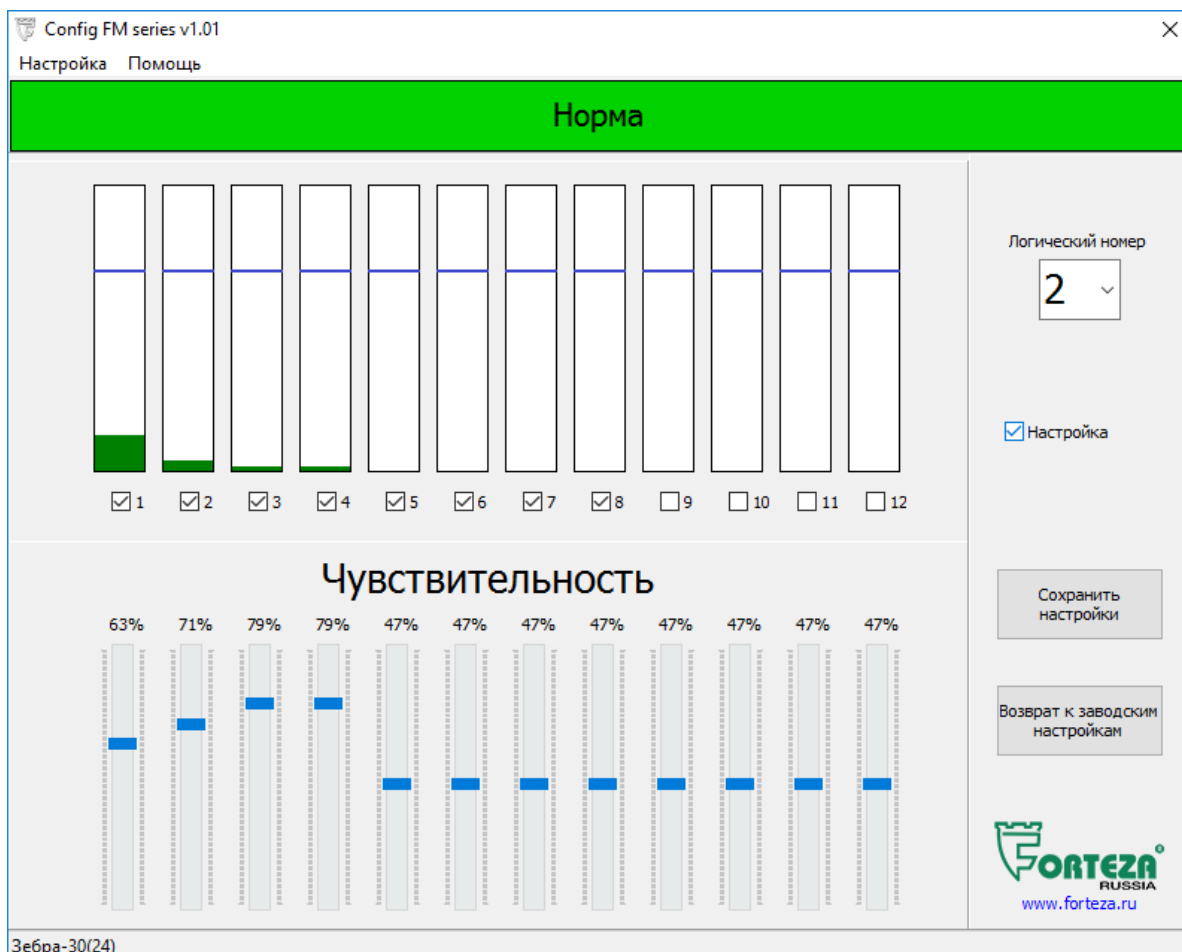 Config FM series v1.01
Настройка Помощь
Норма
Логический номер
2
Настройка
1 2 3 4 5 6 7 8 9 10 11 12
Чувствительность
63% 71% 79% 79% 47% 47% 47% 47% 47% 47% 47% 47%
Сохранить
настройки
Возврат к заводским
настройкам
FORTEZA
RUSSIA
www.forteza.ru
Зебра-30(24)